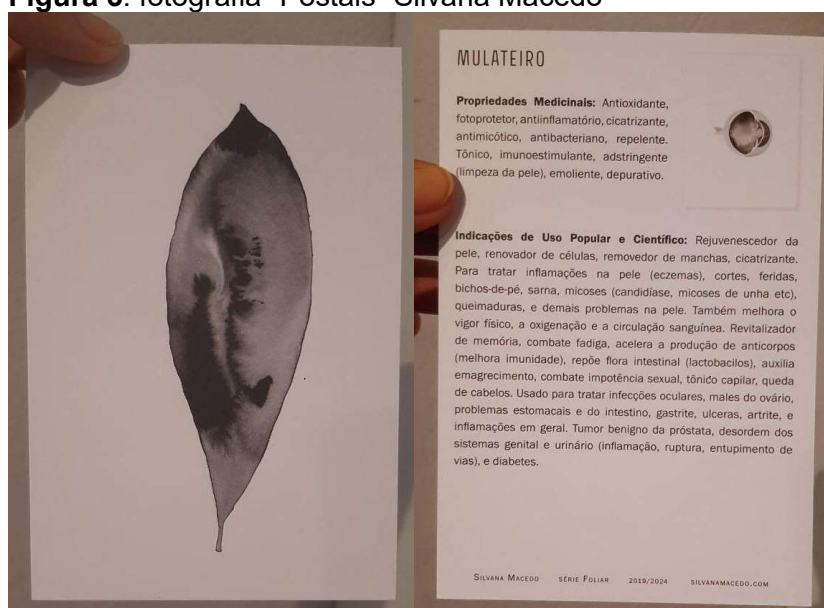 fotografia "Postais" Silvana Macedo
MULATEIRO
Propriedades Medicinais: Antioxidante,
fotoprotetor, antiinflamatório, cicatrizante,
antimicótico, antibacteriano, repelente.
Tônico, imunoestimulante, adstringente
(limpeza da pele), emoliente, depurativo.
Indicações de Uso Popular e Científico: Rejuvenescedor da
pele, renovador de células, removedor de manchas, cicatrizante.
Para tratar inflamações na pele (eczemas), cortes, feridas,
bichos-de-pé, sarna, micoses (candidíase, micoses de unha etc),
queimaduras, e demais problemas na pele. Também melhora o
vigor físico, a oxigenação e a circulação sanguínea. Revitalizador
de memória, combate fadiga, acelera a produção de anticorpos
(melhora imunidade), repõe flora intestinal (lactobacilos), auxilia
emagrecimento, combate impotência sexual, tônico capilar, queda
de cabelos. Usado para tratar infecções oculares, males do ovário,
problemas estomacais e do intestino, gastrite, ulceras, artrite, e
inflamações em geral. Tumor benigno da próstata, desordem dos
sistemas genital e urinário (inflamação, ruptura, entupimento de
vias), e diabetes.
SILVANA MACEDO SÉRIE FOLIAR 2019/2024 SILVANAMACEDO.COM